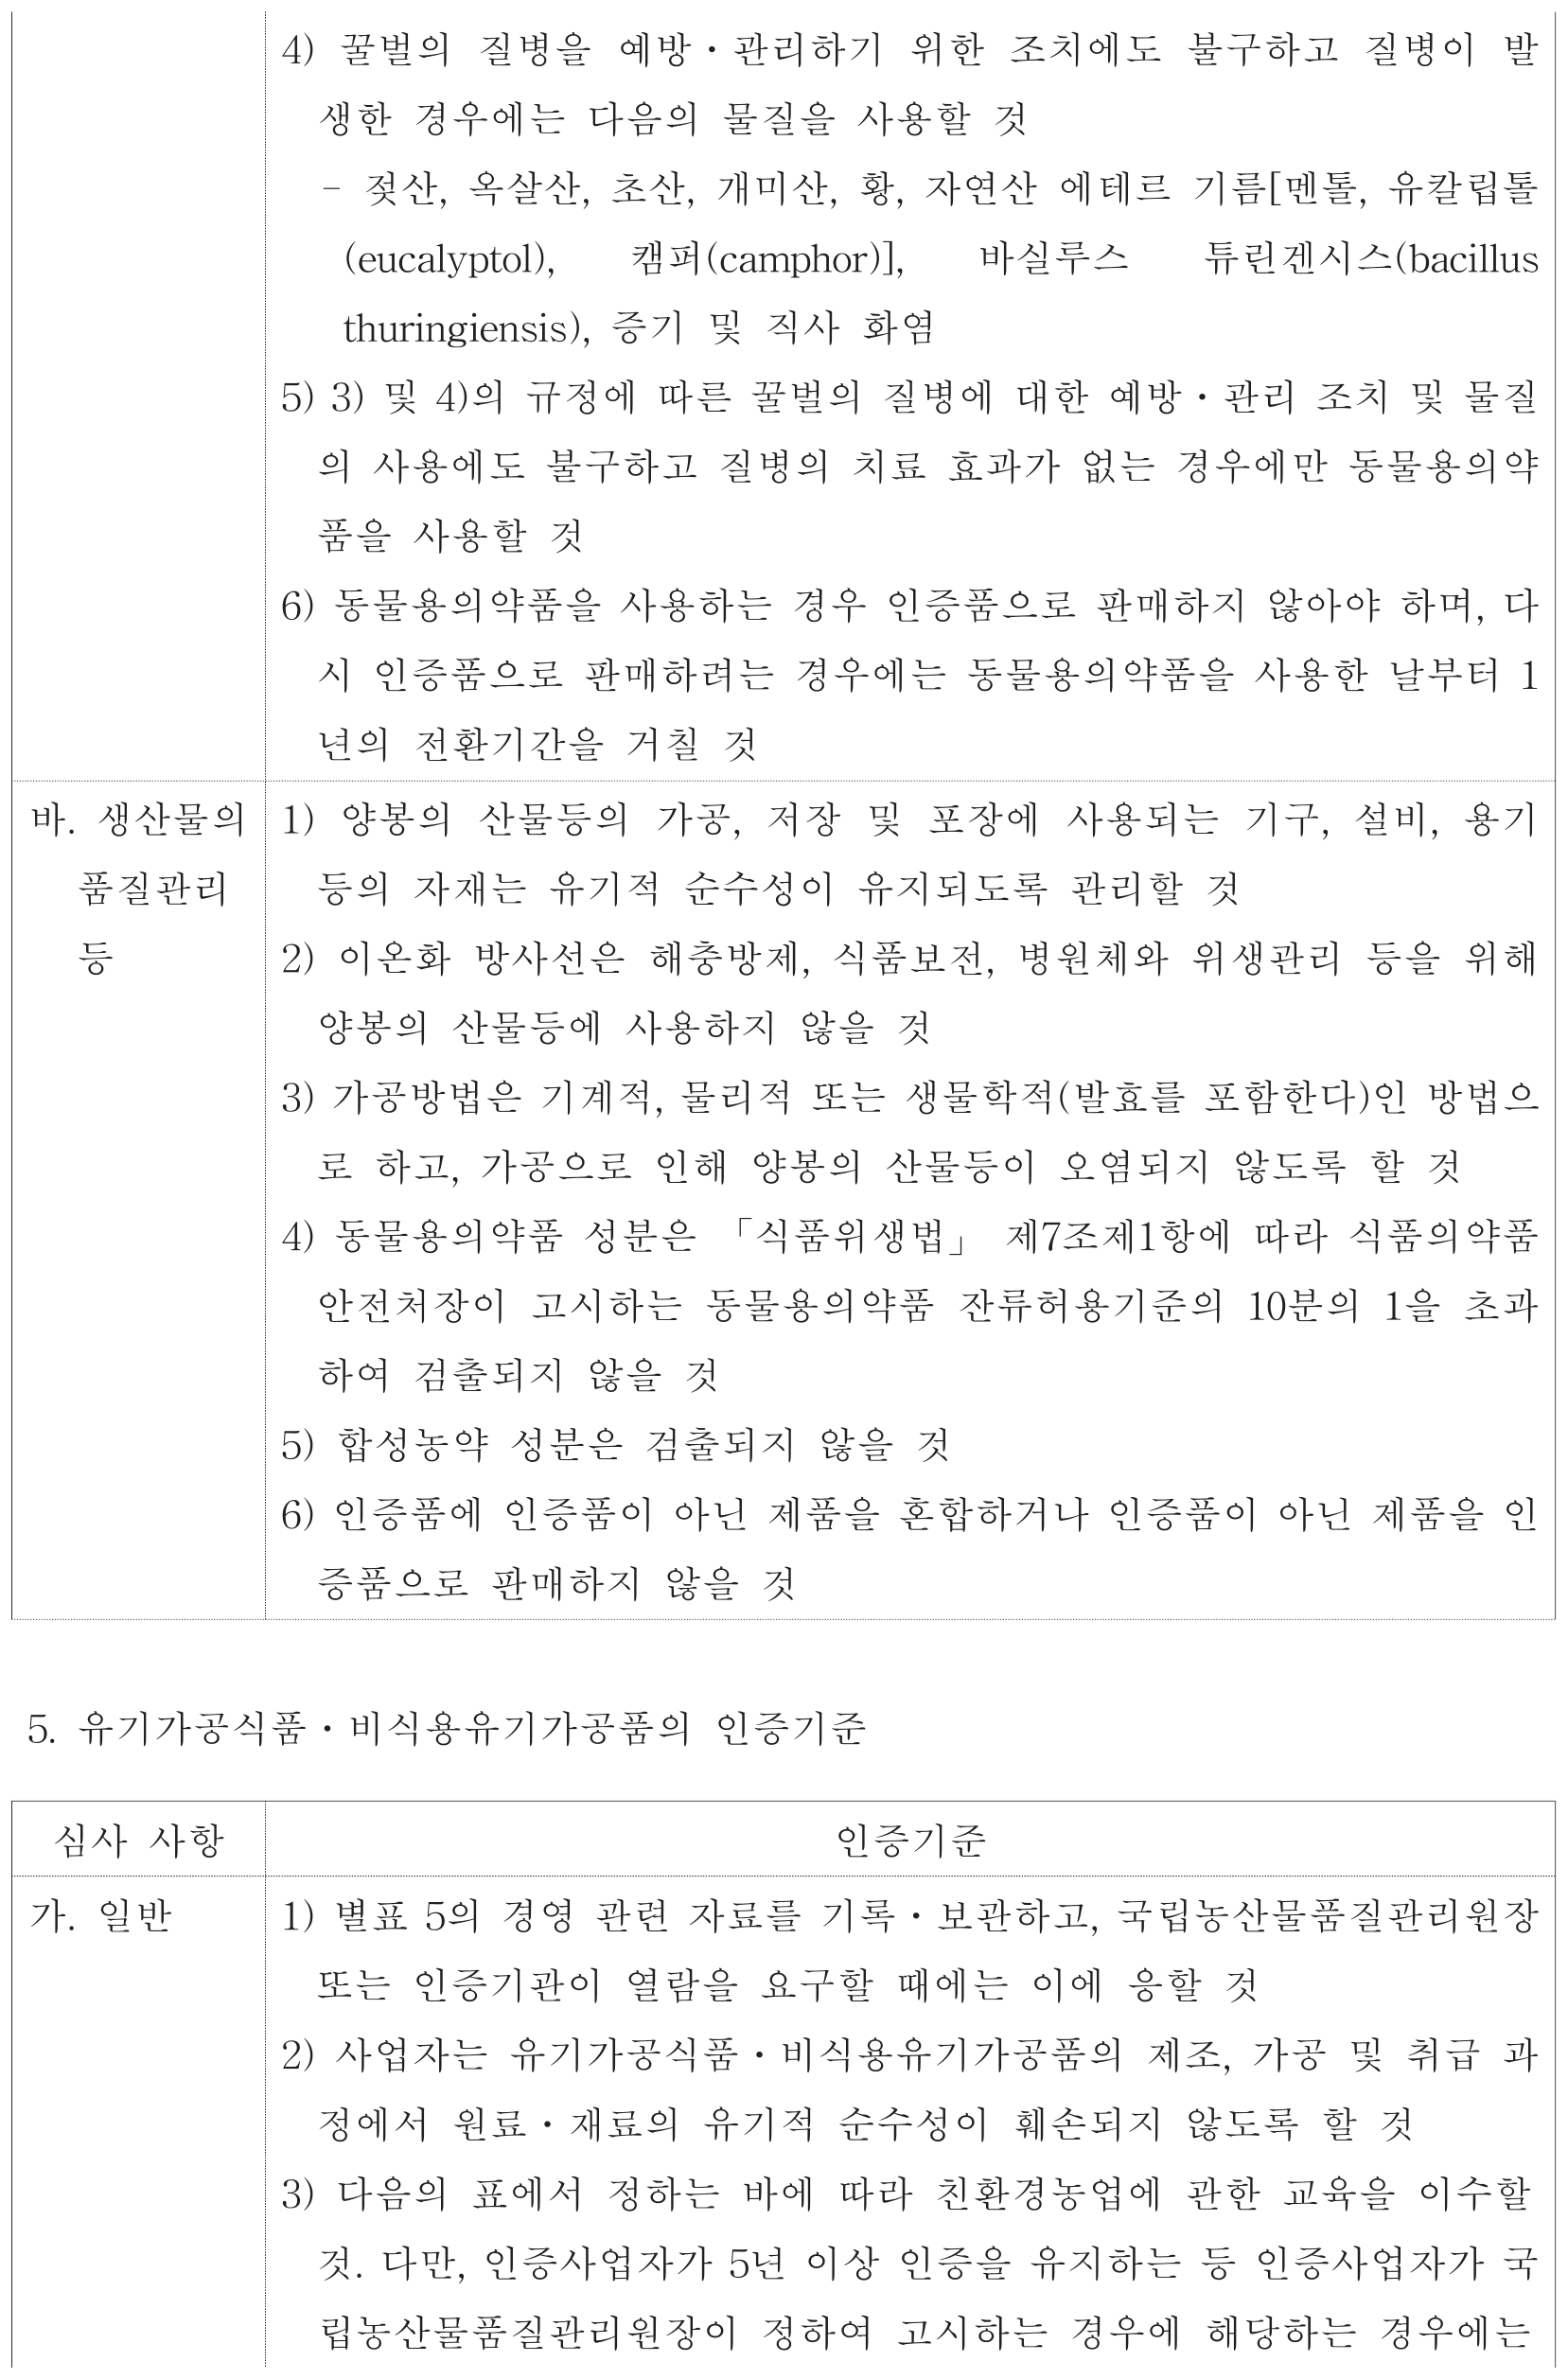 4) 꿀벌의 질병을 예방·관리하기 위한 조치에도 불구하고 질병이 발
생한 경우에는 다음의 물질을 사용할 것
- 젖산, 옥살산, 초산, 개미산, 황, 자연산 에테르 기름[멘톨, 유칼립톨
(eucalyptol), 캠퍼(camphor)], 바실루스 튜린겐시스(bacillus
thuringiensis), 증기 및 직사 화염
5) 3) 및 4)의 규정에 따른 꿀벌의 질병에 대한 예방·관리 조치 및 물질
의 사용에도 불구하고 질병의 치료 효과가 없는 경우에만 동물용의약
품을 사용할 것
6) 동물용의약품을 사용하는 경우 인증품으로 판매하지 않아야 하며, 다
시 인증품으로 판매하려는 경우에는 동물용의약품을 사용한 날부터 1
년의 전환기간을 거칠 것
바. 생산물의
품질관리
등
1) 양봉의 산물등의 가공, 저장 및 포장에 사용되는 기구, 설비, 용기
등의 자재는 유기적 순수성이 유지되도록 관리할 것
2) 이온화 방사선은 해충방제, 식품보전, 병원체와 위생관리 등을 위해
양봉의 산물등에 사용하지 않을 것
3) 가공방법은 기계적, 물리적 또는 생물학적(발효를 포함한다)인 방법으
로 하고, 가공으로 인해 양봉의 산물등이 오염되지 않도록 할 것
4) 동물용의약품 성분은 「식품위생법」 제7조제1항에 따라 식품의약품
안전처장이 고시하는 동물용의약품 잔류허용기준의 10분의 1을 초과
하여 검출되지 않을 것
5) 합성농약 성분은 검출되지 않을 것
6) 인증품에 인증품이 아닌 제품을 혼합하거나 인증품이 아닌 제품을 인
증품으로 판매하지 않을 것
5. 유기가공식품·비식용유기가공품의 인증기준
심사 사항
인증기준
가. 일반
1) 별표 5의 경영 관련 자료를 기록·보관하고, 국립농산물품질관리원장
또는 인증기관이 열람을 요구할 때에는 이에 응할 것
2) 사업자는 유기가공식품·비식용유기가공품의 제조, 가공 및 취급 과
정에서 원료·재료의 유기적 순수성이 훼손되지 않도록 할 것
3) 다음의 표에서 정하는 바에 따라 친환경농업에 관한 교육을 이수할
것. 다만, 인증사업자가 5년 이상 인증을 유지하는 등 인증사업자가 국
립농산물품질관리원장이 정하여 고시하는 경우에 해당하는 경우에는